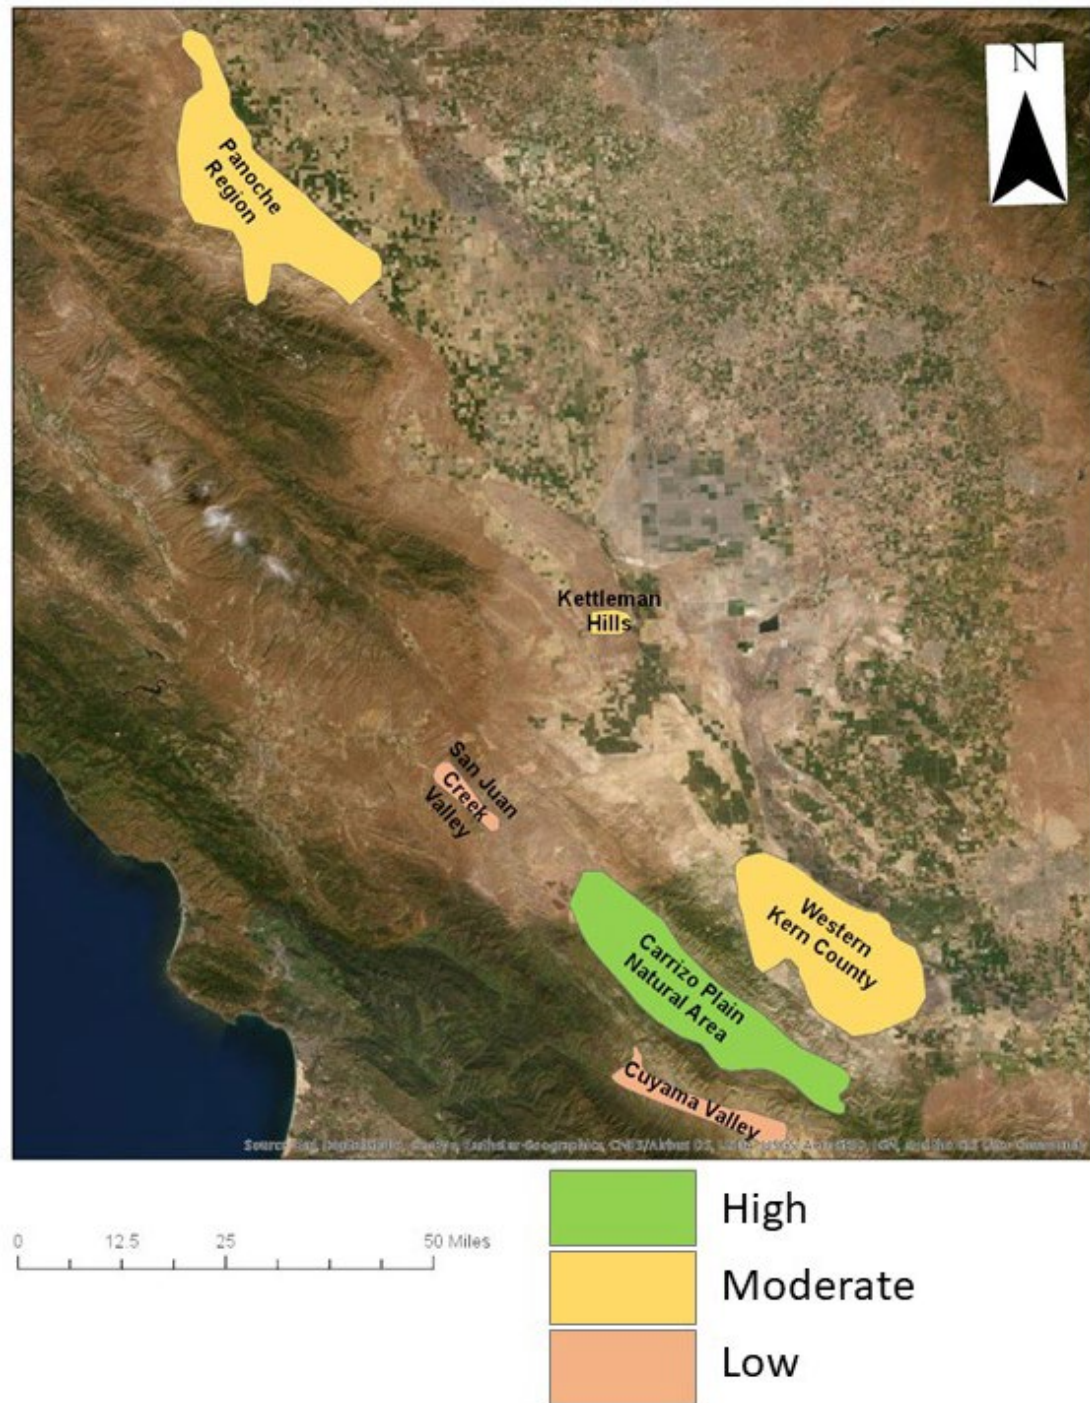 N
Panoche
Region
Kettleman
Hills
San Juan
Creek
Valley
Western
Kern County
Carrizo Plain
Natural Area
Cuyama Valley
0 12.5 25 50 Miles
High
Moderate
Low